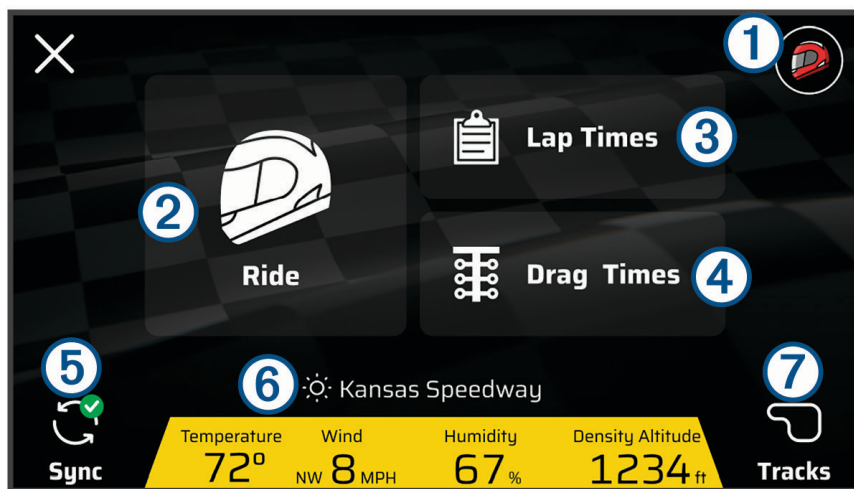 1
2
Ride
Lap Times 3
Drag Times 4
5
Sync
6 Kansas Speedway
Temperature Wind Humidity Density Altitude
72° NW 8 MPH 67 % 1234 ft
7
Tracks